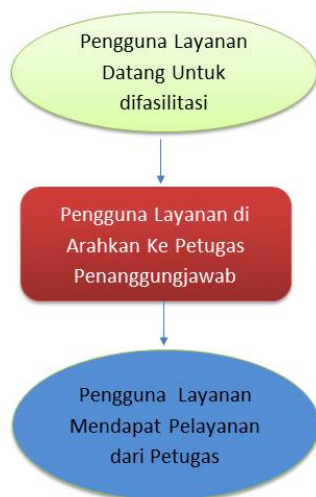 Pengguna Layanan
Datang Untuk
difasilitasi
Pengguna Layanan di
Arahkan Ke Petugas
Penanggungjawab
Pengguna Layanan
Mendapat Pelayanan
dari Petugas